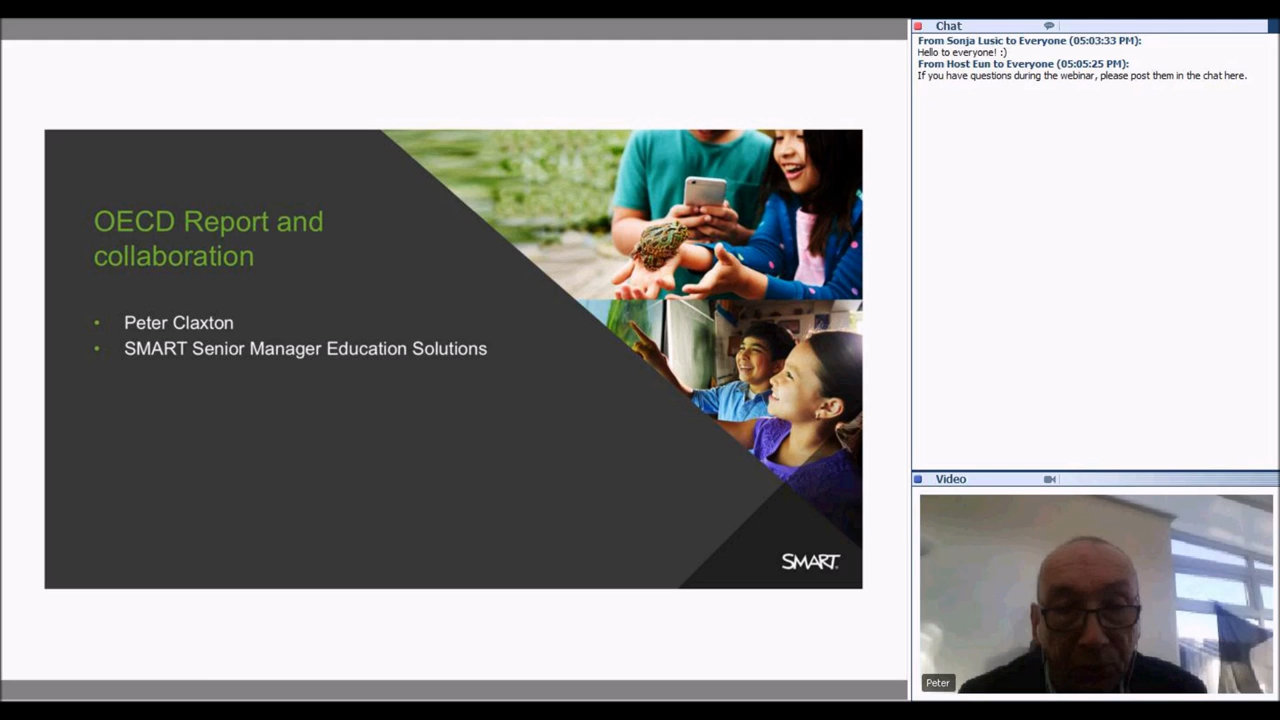 OECD Report and
collaboration
• Peter Claxton
• SMART Senior Manager Education Solutions
SMART
Chat
From Sonja Lusic to Everyone (05:03:33 PM):
Hello to everyone! :)
From Host Eun to Everyone (05:05:25 PM):
If you have questions during the webinar, please post them in the chat here.
Video
Peter